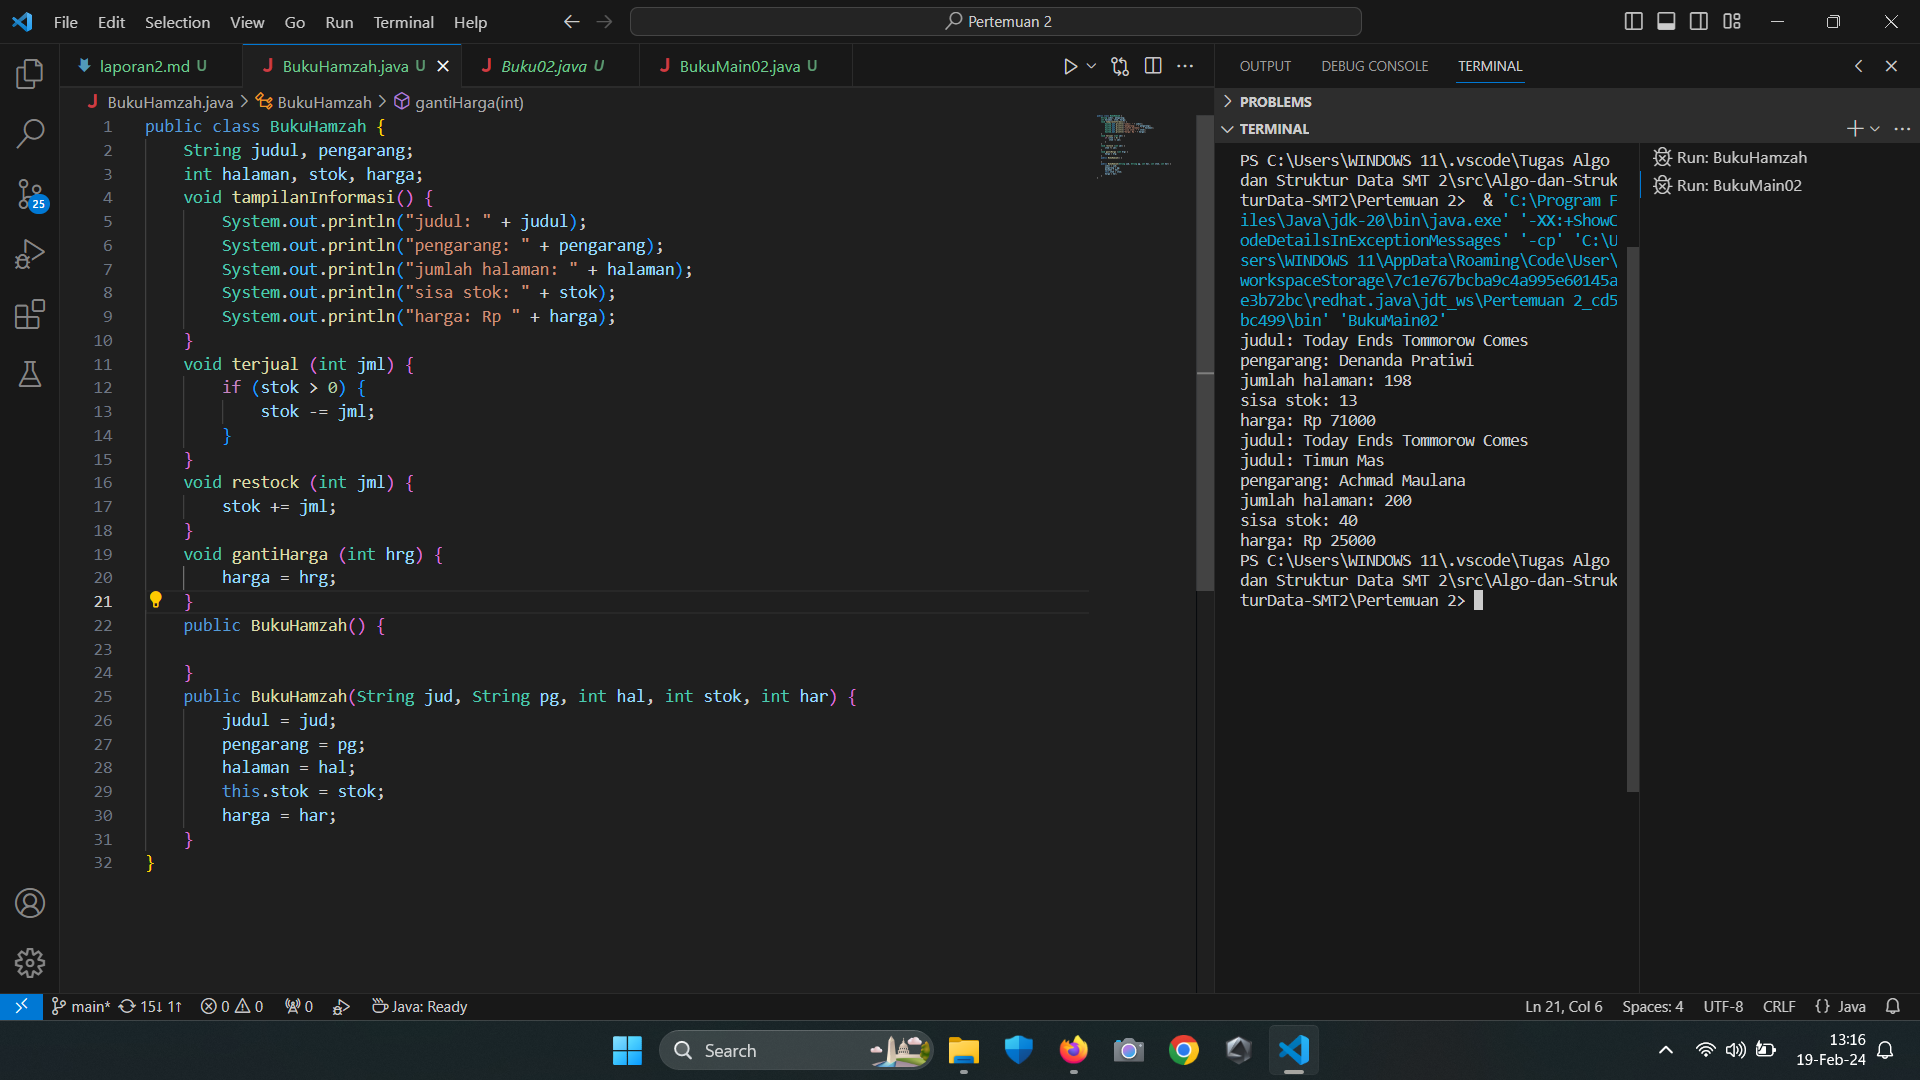 File Edit Selection View Go Run Terminal Help
Pertemuan 2
laporan2.md U
BukuHamzah.java U
Buku02.java U
BukuMain02.java U
BukuHamzah.java > BukuHamzah > gantiHarga(int)
1 public class BukuHamzah {
2 String judul, pengarang;
3 int halaman, stok, harga;
4 void tampilanInformasi() {
5 System.out.println("judul: " + judul);
6 System.out.println("pengarang: " + pengarang);
7 System.out.println("jumlah halaman: " + halaman);
8 System.out.println("sisa stok: " + stok);
9 System.out.println("harga: Rp " + harga);
10 }
11 void terjual (int jml) {
12 if (stok > 0) {
13 stok -= jml;
14 }
15 }
16 void restock (int jml) {
17 stok += jml;
18 }
19 void gantiHarga (int hrg) {
20 harga = hrg;
21 }
22 public BukuHamzah() {
23
24 }
25 public BukuHamzah(String jud, String pg, int hal, int stok, int har) {
26 judul = jud;
27 pengarang = pg;
28 halaman = hal;
29 this.stok = stok;
30 harga = har;
31 }
32 }
25
OUTPUT DEBUG CONSOLE TERMINAL
PROBLEMS
TERMINAL
PS C:\Users\WINDOWS 11\.vscode\Tugas Algo
dan Struktur Data SMT 2\src\Algo-dan-Struk
turData-SMT2\Pertemuan 2> & 'C:\Program F
iles\Java\jdk-20\bin\java.exe' '-XX:+ShowC
odeDetailsInExceptionMessages' '-cp' 'C:\U
sers\WINDOWS 11\AppData\Roaming\Code\User\
workspaceStorage\7c1e767bcba9c4a995e60145a
e3b72bc\redhat.java\jdt_ws\Pertemuan 2_cd5
bc499\bin' 'BukuMain02'
judul: Today Ends Tommorow Comes
pengarang: Denanda Pratiwi
jumlah halaman: 198
sisa stok: 13
harga: Rp 71000
judul: Today Ends Tommorow Comes
judul: Timun Mas
pengarang: Achmad Maulana
jumlah halaman: 200
sisa stok: 40
harga: Rp 25000
PS C:\Users\WINDOWS 11\.vscode\Tugas Algo
dan Struktur Data SMT 2\src\Algo-dan-Struk
turData-SMT2\Pertemuan 2>
Run: BukuHamzah
Run: BukuMain02
main* 15↓ 1↑ 0 0 0 Java: Ready
Ln 21, Col 6 Spaces: 4 UTF-8 CRLF {} Java
Search
13:16
19-Feb-24